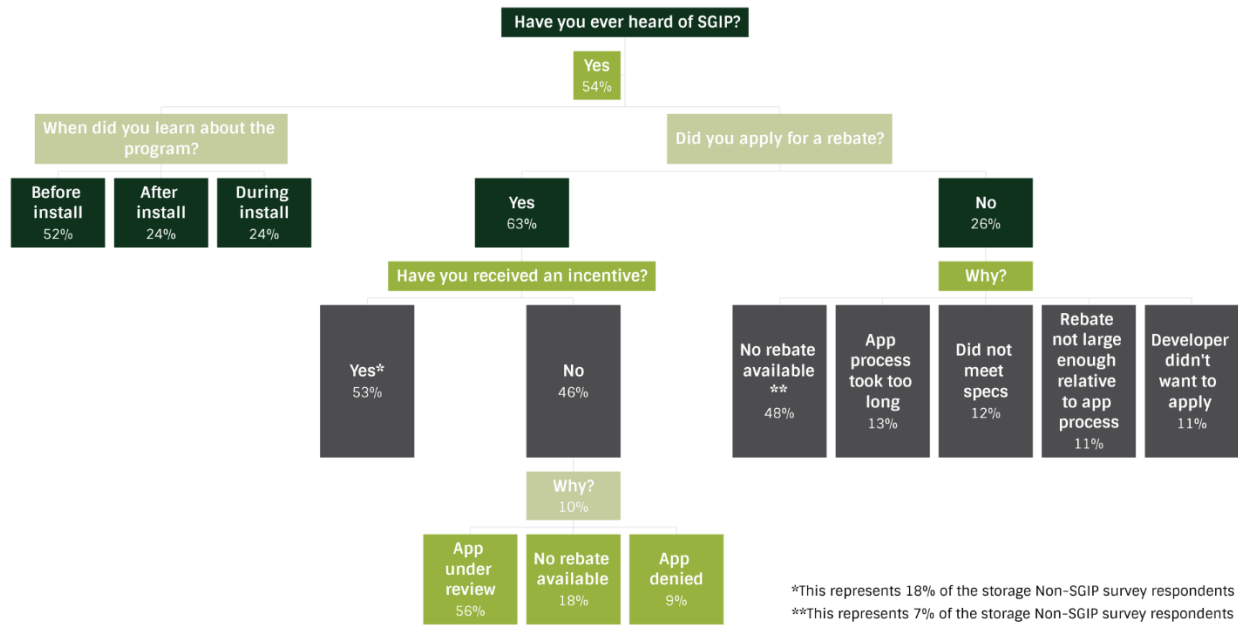 Have you ever heard of SGIP?
Yes
54%
When did you learn about the
program?
Did you apply for a rebate?
Before
install
52%
After
install
24%
During
install
24%
Yes
63%
No
26%
Have you received an incentive?
Why?
Yes*
53%
No
46%
No rebate
available
**
48%
App
process
took too
long
13%
Did not
meet
specs
12%
Rebate
not large
enough
relative
to app
process
11%
Developer
didn't
want to
apply
11%
Why?
10%
App
under
review
56%
No rebate
available
18%
App
denied
9%
*This represents 18% of the storage Non-SGIP survey respondents
**This represents 7% of the storage Non-SGIP survey respondents